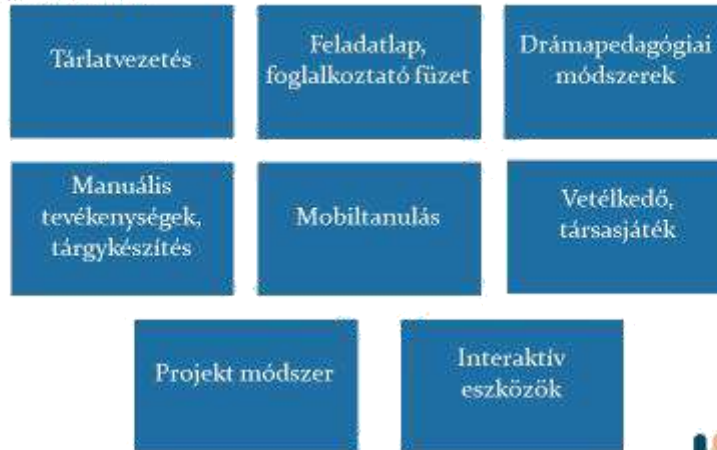 Tárlatvezetés
Feladatlap,
foglalkoztató füzet
Drámapedagógiai
módszerek
Manuális
tevékenységek,
tárgykészítés
Mobiltanulás
Vetélkedő,
társasjáték
Projekt módszer
Interaktív
eszközök